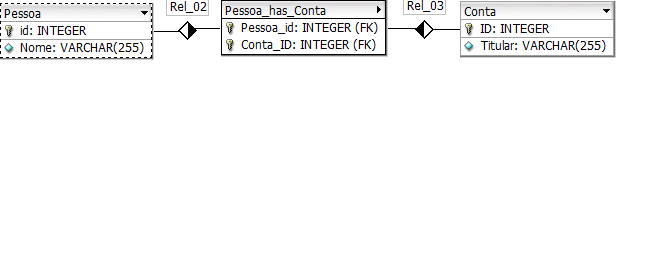 Pessoa
id: INTEGER
Nome: VARCHAR(255)
Rel_02
Pessoa_has_Conta
Pessoa_id: INTEGER (FK)
Conta_ID: INTEGER (FK)
Rel_03
Conta
ID: INTEGER
Titular: VARCHAR(255)